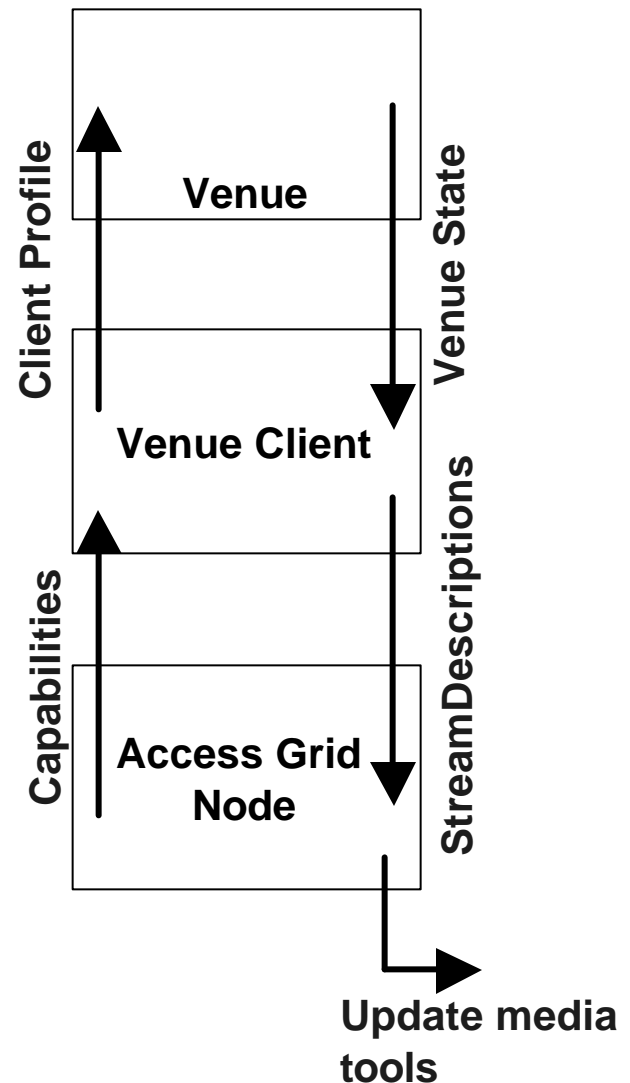 Venue
Client Profile
Venue State
Venue Client
Capabilities
StreamDescriptions
Access Grid
Node
Update media
tools